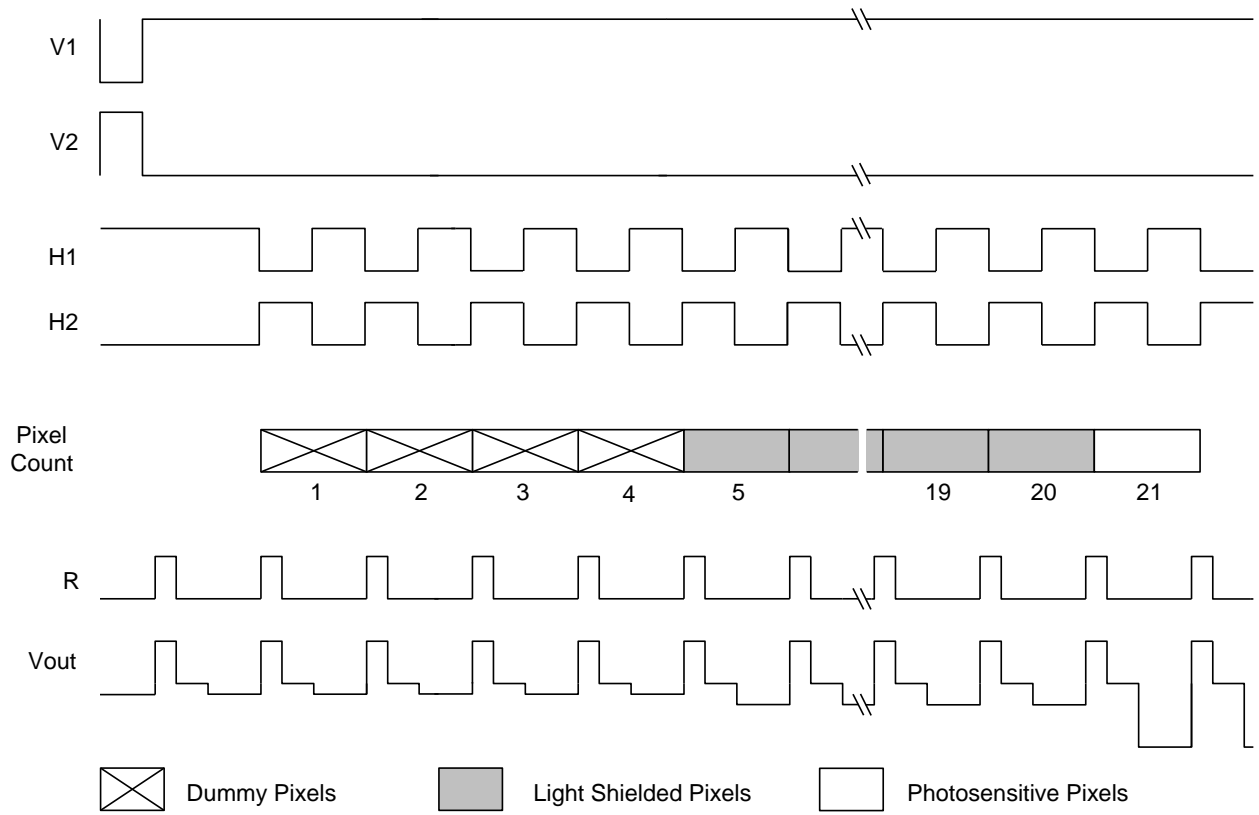 V1
V2
H1
H2
Pixel
Count
1 2 3 4 5 19 20 21
R
Vout
Dummy Pixels Light Shielded Pixels Photosensitive Pixels